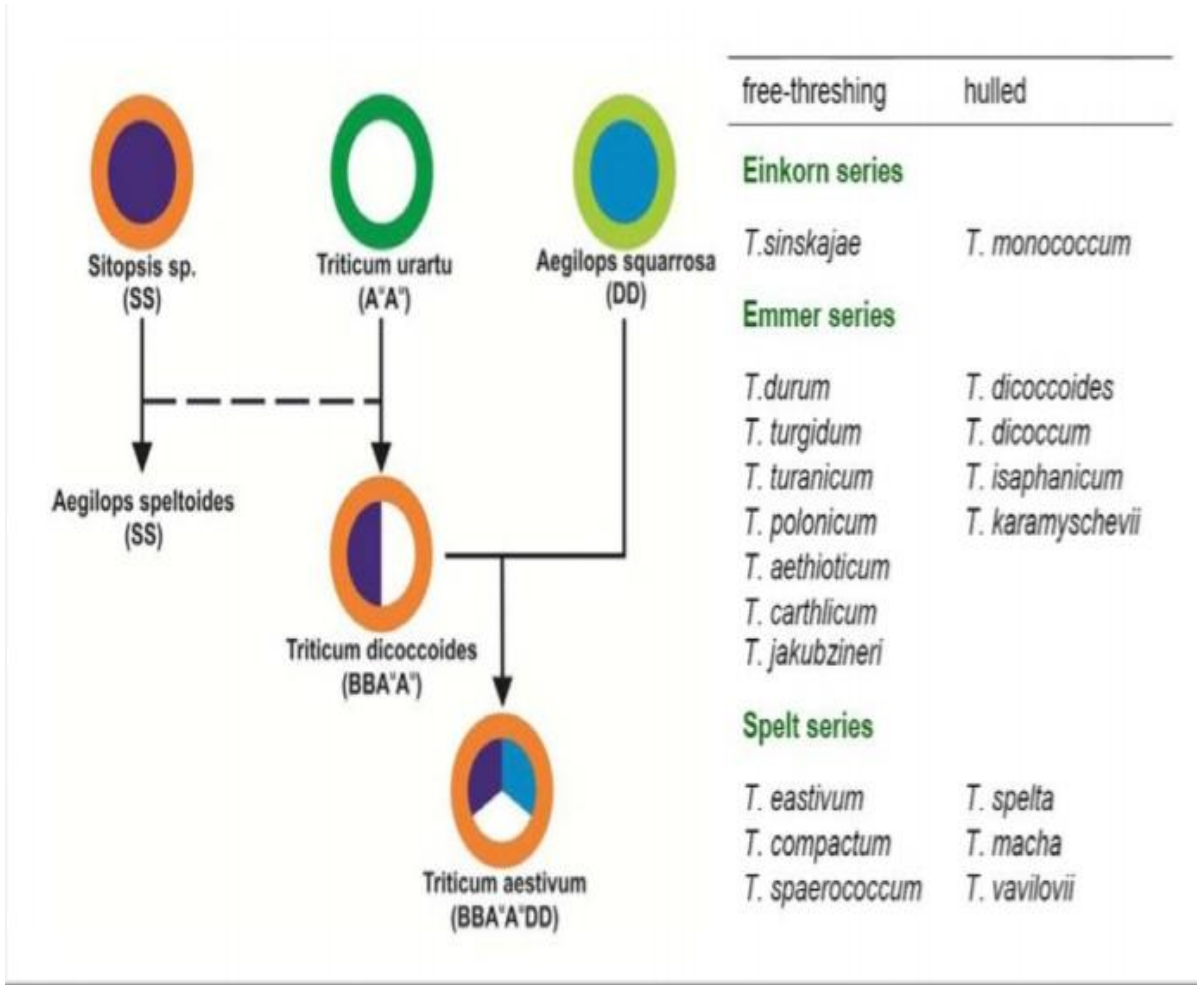 Sitopsis sp.
(SS)
Triticum urartu
(AᵘAᵘ)
Aegilops squarrosa
(DD)
Aegilops speltoides
(SS)
Triticum dicoccoides
(BBAᵘAᵘ)
Triticum aestivum
(BBAᵘAᵘDD)
free-threshing hulled
Einkorn series
T.sinskajae T. monococcum
Emmer series
T.durum T. dicoccoides
T. turgidum T. dicoccum
T. turanicum T. isaphanicum
T. polonicum T. karamyschevii
T. aethioticum
T. carthlicum
T. jakubzineri
Spelt series
T. eastivum T. spelta
T. compactum T. macha
T. spaerococcum T. vavilovii